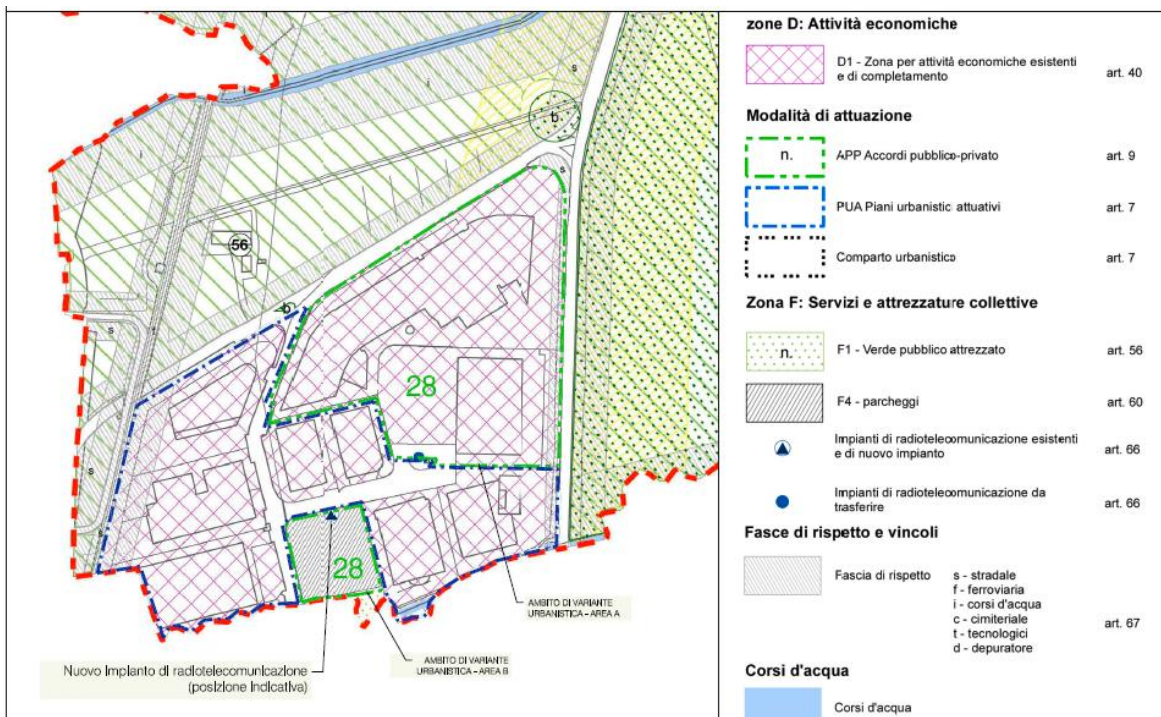 s
b
s
56
b
s
28
s
28
AMBITO DI VARIANTE
URBANISTICA - AREA A
AMBITO DI VARIANTE
URBANISTICA - AREA B
Nuovo Impianto di radiotelecomunicazione
(posizione indicativa)
zone D: Attività economiche
D1 - Zona per attività economiche esistenti
e di completamento
art. 40
Modalità di attuazione
n.
APP Accordi pubblico-privato
art. 9
PUA Piani urbanistic attuativi
art. 7
Comparto urbanistico
art. 7
Zona F: Servizi e attrezzature collettive
n.
F1 - Verde pubblico attrezzato
art. 56
F4 - parcheggi
art. 60
Impianti di radiotelecomunicazione esistenti
e di nuovo impianto
art. 66
Impianti di radiotelecomunicazione da
trasferire
art. 66
Fasce di rispetto e vincoli
Fascia di rispetto
s - stradale
f - ferroviaria
i - corsi d'acqua
c - cimiteriale
t - tecnologici
d - depuratore
art. 67
Corsi d'acqua
Corsi d'acqua